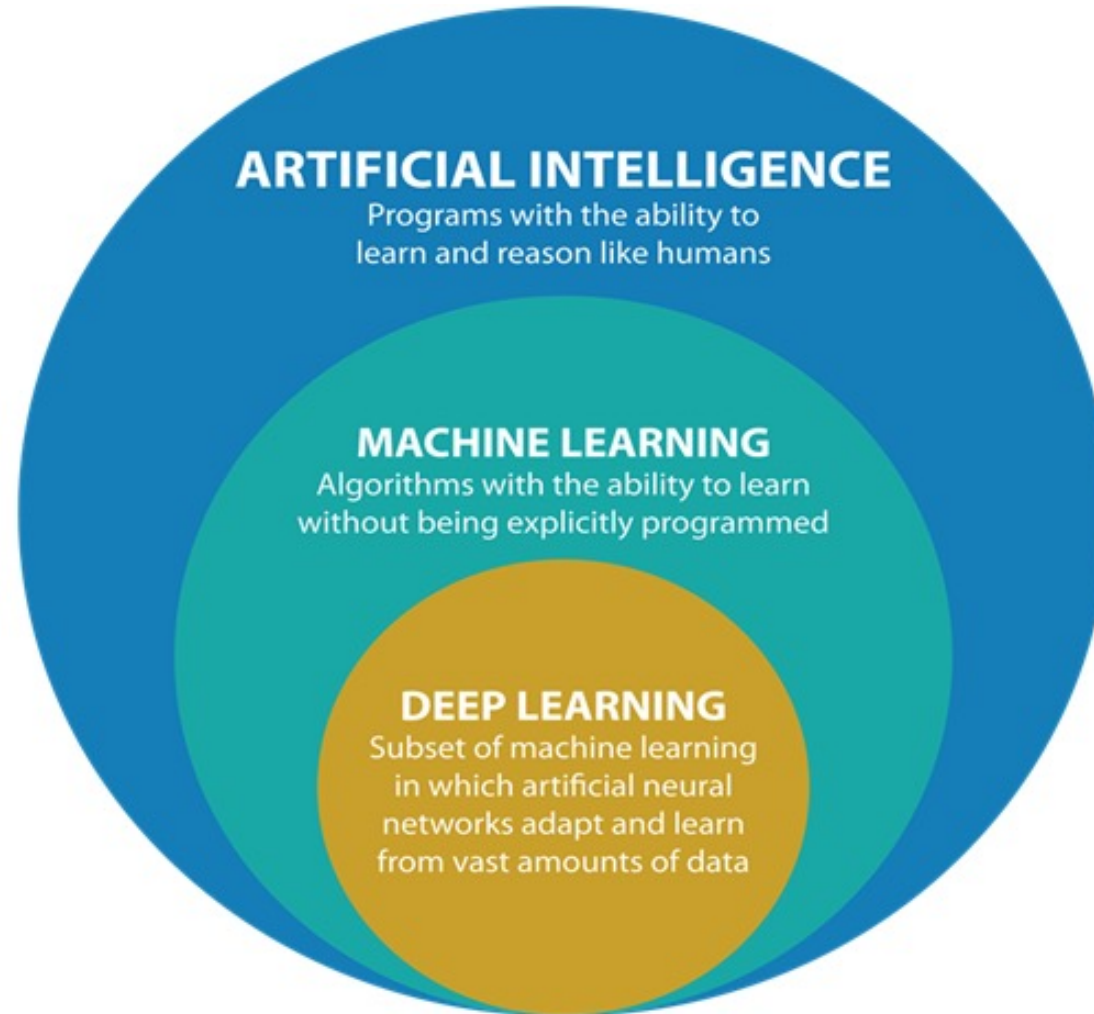 ARTIFICIAL INTELLIGENCE
Programs with the ability to
learn and reason like humans
MACHINE LEARNING
Algorithms with the ability to learn
without being explicitly programmed
DEEP LEARNING
Subset of machine learning
in which artificial neural
networks adapt and learn
from vast amounts of data